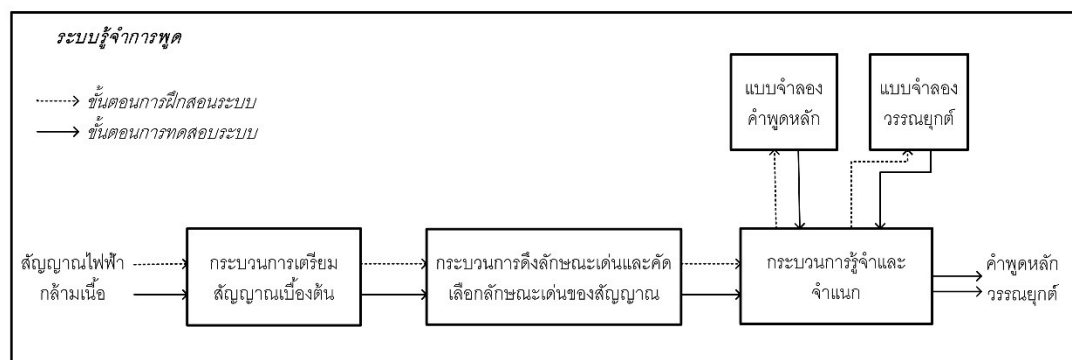 ระบบรู้จำการพูด
ขั้นตอนการฝึกสอนระบบ
ขั้นตอนการทดสอบระบบ
แบบจำลอง
คำพูดหลัก
แบบจำลอง
วรรณยุกต์
สัญญาณไฟฟ้า
กล้ามเนื้อ
กระบวนการเตรียม
สัญญาณเบื้องต้น
กระบวนการดึงลักษณะเด่นและคัด
เลือกลักษณะเด่นของสัญญาณ
กระบวนการรู้จำและ
จำแนก
คำพูดหลัก
วรรณยุกต์